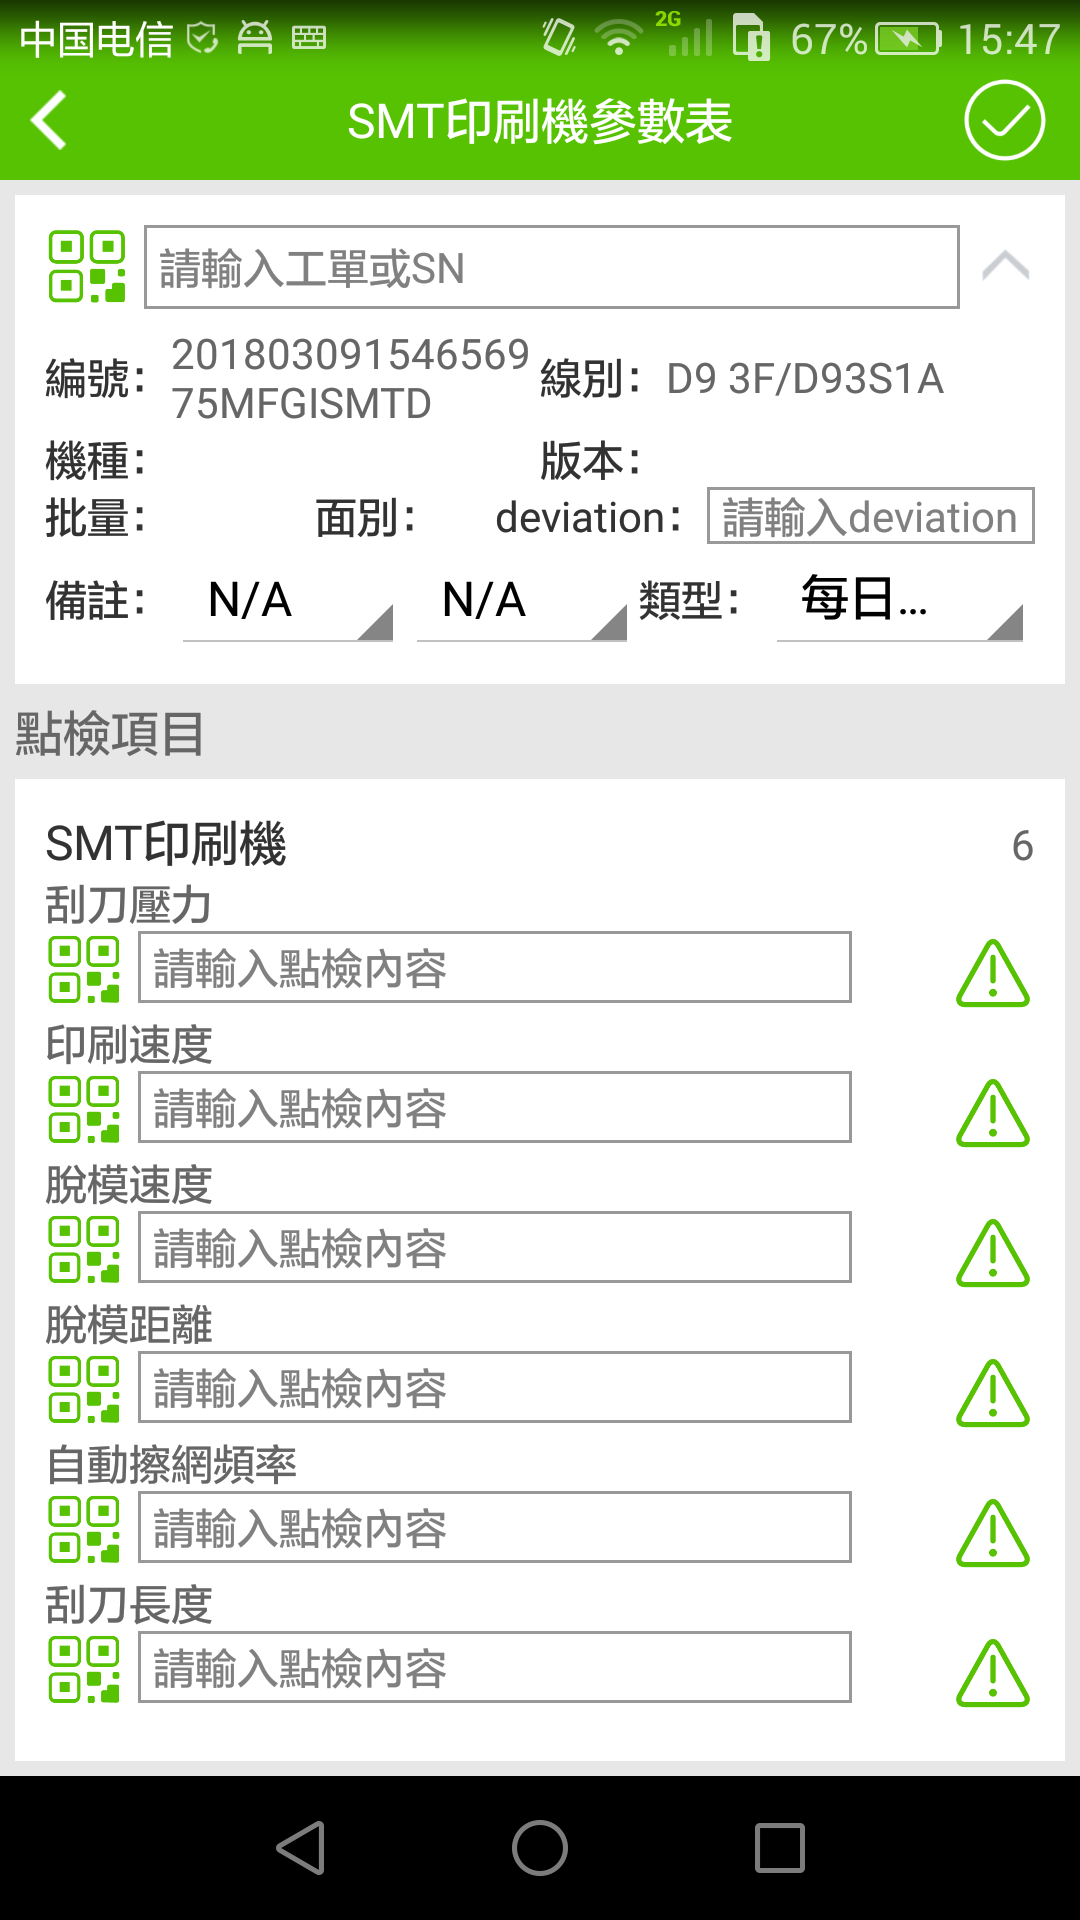 中国电信 2G 67% 15:47
SMT印刷機參數表
請輸入工單或SN
編號: 201803091546569
75MFGISMTD
線別: D9 3F/D93S1A
機種: 版本:
批量: 面別: deviation: 請輸入deviation
備註: N/A N/A 類型: 每日...
點檢項目
SMT印刷機 6
刮刀壓力
請輸入點檢內容
印刷速度
請輸入點檢內容
脫模速度
請輸入點檢內容
脫模距離
請輸入點檢內容
自動擦網頻率
請輸入點檢內容
刮刀長度
請輸入點檢內容